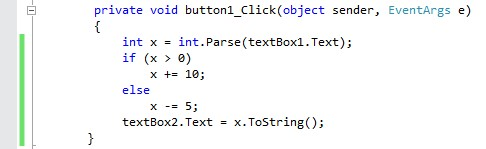 private void button1_Click(object sender, EventArgs e)
{
int x = int.Parse(textBox1.Text);
if (x > 0)
x += 10;
else
x -= 5;
textBox2.Text = x.ToString();
}